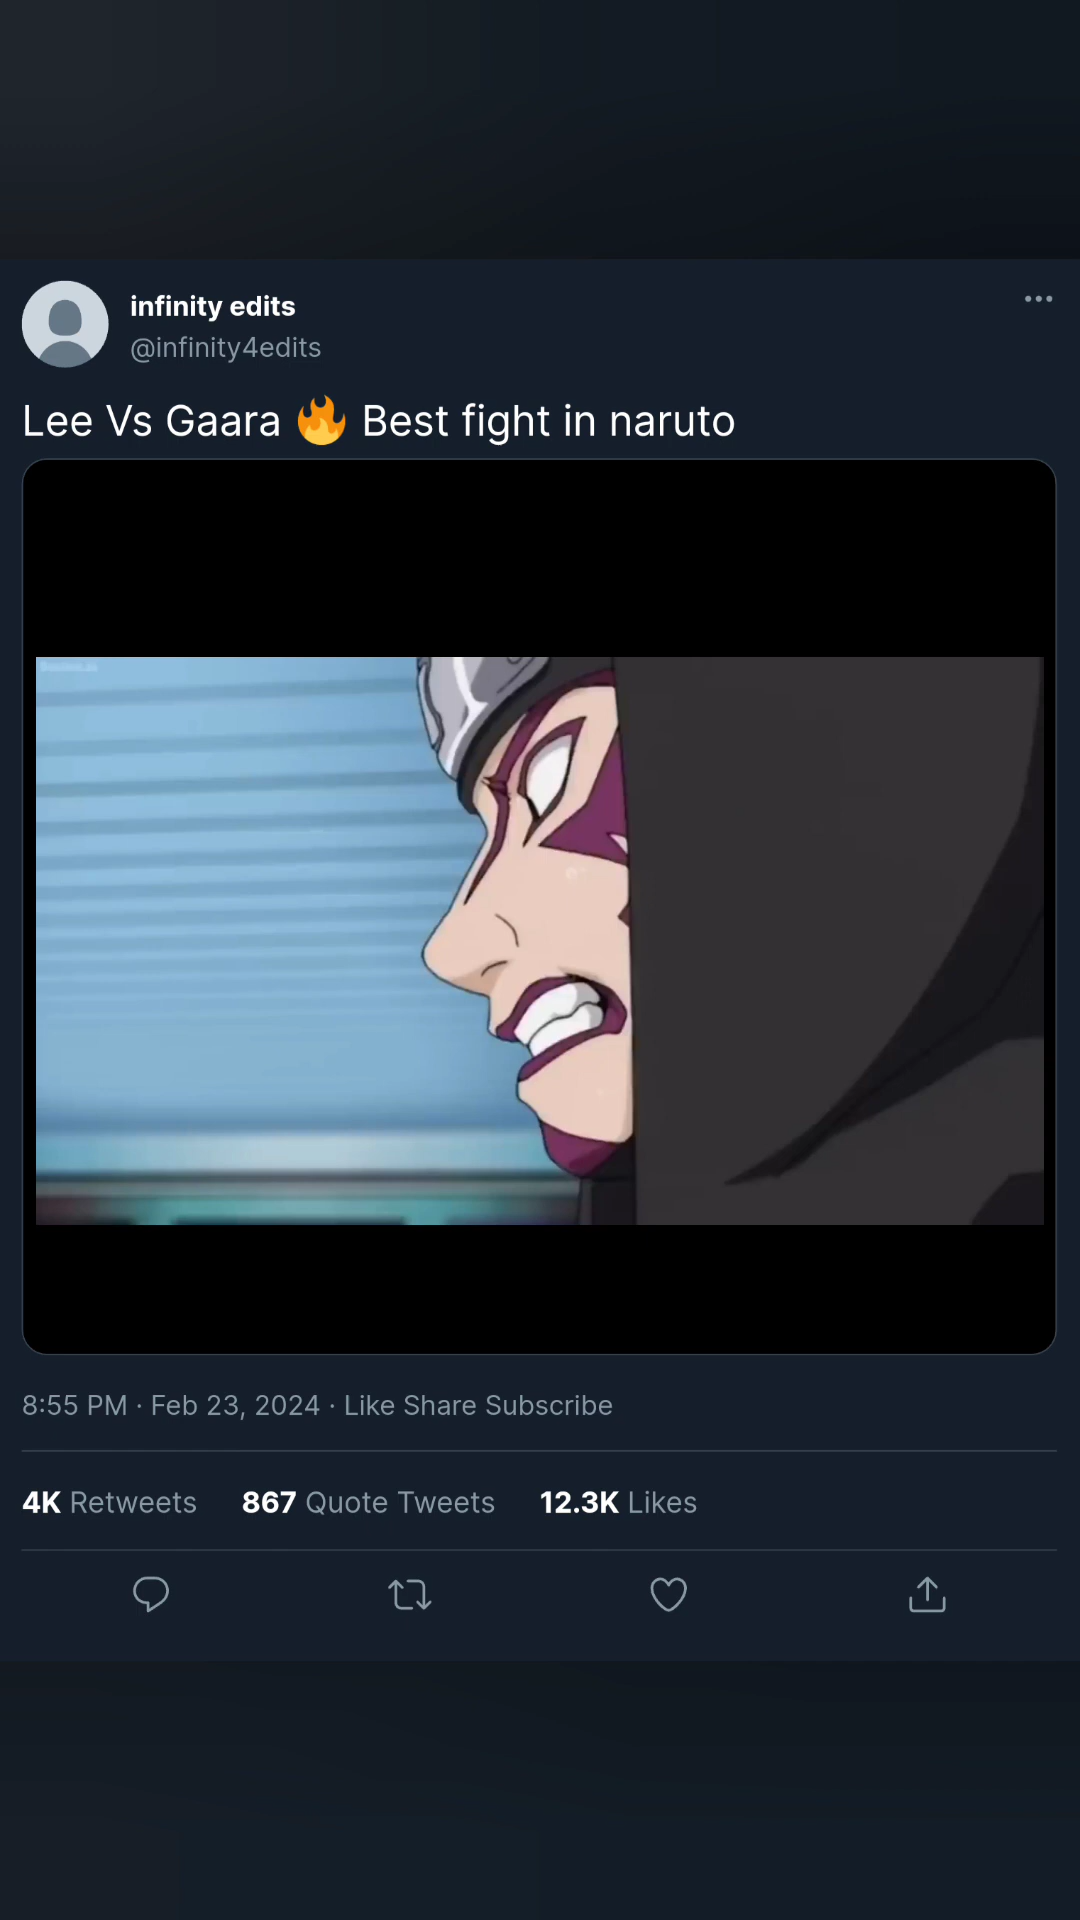 infinity edits
@infinity4edits
Lee Vs Gaara 🔥 Best fight in naruto
8:55 PM · Feb 23, 2024 · Like Share Subscribe
4K Retweets 867 Quote Tweets 12.3K Likes